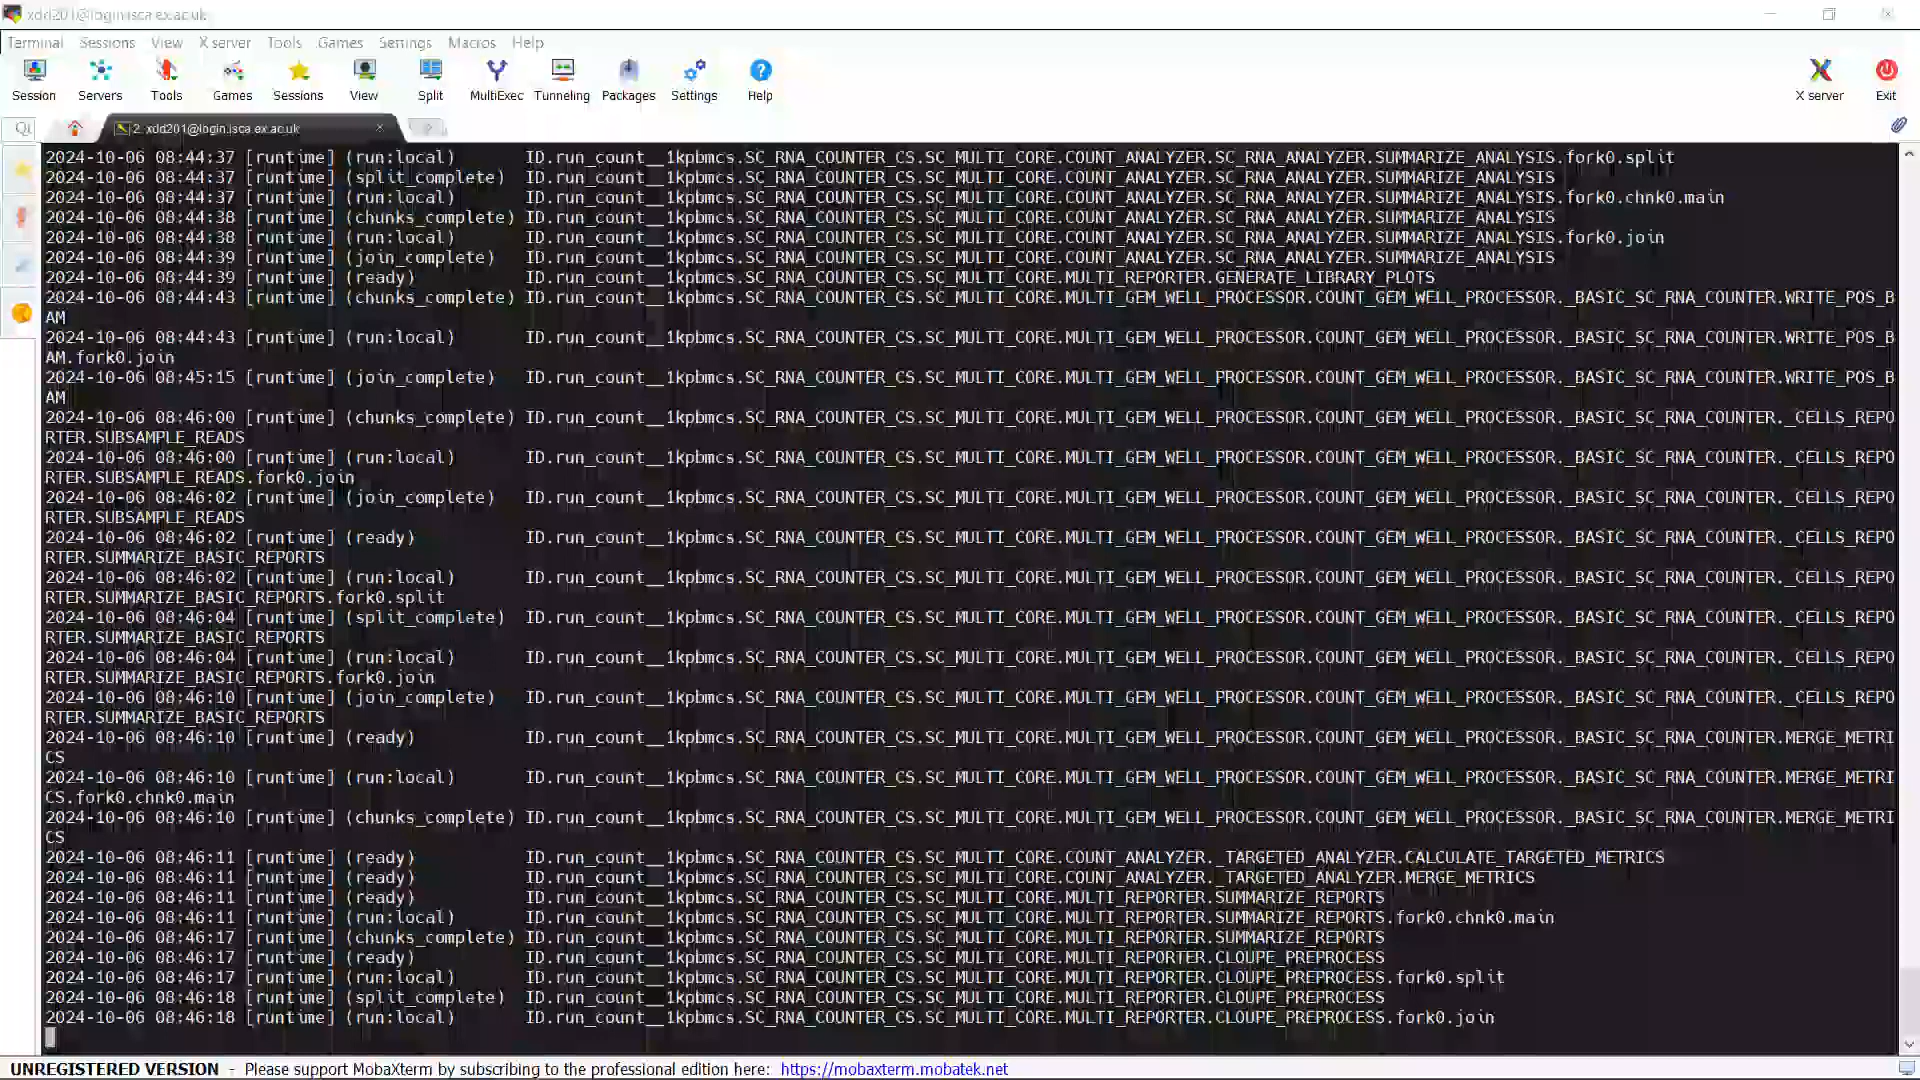 xdd201@login.isca.ex.ac.uk
Terminal Sessions View X server Tools Games Settings Macros Help
Session Servers Tools Games Sessions View Split MultiExec Tunneling Packages Settings Help X server Exit
2. xdd201@login.isca.ex.ac.uk
2024-10-06 08:44:37 [runtime] (run:local) ID.run_count__1kpbmcs.SC_RNA_COUNTER_CS.SC_MULTI_CORE.COUNT_ANALYZER.SC_RNA_ANALYZER.SUMMARIZE_ANALYSIS.fork0.split
2024-10-06 08:44:37 [runtime] (split_complete) ID.run_count__1kpbmcs.SC_RNA_COUNTER_CS.SC_MULTI_CORE.COUNT_ANALYZER.SC_RNA_ANALYZER.SUMMARIZE_ANALYSIS
2024-10-06 08:44:37 [runtime] (run:local) ID.run_count__1kpbmcs.SC_RNA_COUNTER_CS.SC_MULTI_CORE.COUNT_ANALYZER.SC_RNA_ANALYZER.SUMMARIZE_ANALYSIS.fork0.chnk0.main
2024-10-06 08:44:38 [runtime] (chunks_complete) ID.run_count__1kpbmcs.SC_RNA_COUNTER_CS.SC_MULTI_CORE.COUNT_ANALYZER.SC_RNA_ANALYZER.SUMMARIZE_ANALYSIS
2024-10-06 08:44:38 [runtime] (run:local) ID.run_count__1kpbmcs.SC_RNA_COUNTER_CS.SC_MULTI_CORE.COUNT_ANALYZER.SC_RNA_ANALYZER.SUMMARIZE_ANALYSIS.fork0.join
2024-10-06 08:44:39 [runtime] (join_complete) ID.run_count__1kpbmcs.SC_RNA_COUNTER_CS.SC_MULTI_CORE.COUNT_ANALYZER.SC_RNA_ANALYZER.SUMMARIZE_ANALYSIS
2024-10-06 08:44:39 [runtime] (ready) ID.run_count__1kpbmcs.SC_RNA_COUNTER_CS.SC_MULTI_CORE.MULTI_REPORTER.GENERATE_LIBRARY_PLOTS
2024-10-06 08:44:43 [runtime] (chunks_complete) ID.run_count__1kpbmcs.SC_RNA_COUNTER_CS.SC_MULTI_CORE.MULTI_GEM_WELL_PROCESSOR.COUNT_GEM_WELL_PROCESSOR._BASIC_SC_RNA_COUNTER.WRITE_POS_B
AM
2024-10-06 08:44:43 [runtime] (run:local) ID.run_count__1kpbmcs.SC_RNA_COUNTER_CS.SC_MULTI_CORE.MULTI_GEM_WELL_PROCESSOR.COUNT_GEM_WELL_PROCESSOR._BASIC_SC_RNA_COUNTER.WRITE_POS_B
AM.fork0.join
2024-10-06 08:45:15 [runtime] (join_complete) ID.run_count__1kpbmcs.SC_RNA_COUNTER_CS.SC_MULTI_CORE.MULTI_GEM_WELL_PROCESSOR.COUNT_GEM_WELL_PROCESSOR._BASIC_SC_RNA_COUNTER.WRITE_POS_B
AM
2024-10-06 08:46:00 [runtime] (chunks_complete) ID.run_count__1kpbmcs.SC_RNA_COUNTER_CS.SC_MULTI_CORE.MULTI_GEM_WELL_PROCESSOR.COUNT_GEM_WELL_PROCESSOR._BASIC_SC_RNA_COUNTER._CELLS_REPO
RTER.SUBSAMPLE_READS
2024-10-06 08:46:00 [runtime] (run:local) ID.run_count__1kpbmcs.SC_RNA_COUNTER_CS.SC_MULTI_CORE.MULTI_GEM_WELL_PROCESSOR.COUNT_GEM_WELL_PROCESSOR._BASIC_SC_RNA_COUNTER._CELLS_REPO
RTER.SUBSAMPLE_READS.fork0.join
2024-10-06 08:46:02 [runtime] (join_complete) ID.run_count__1kpbmcs.SC_RNA_COUNTER_CS.SC_MULTI_CORE.MULTI_GEM_WELL_PROCESSOR.COUNT_GEM_WELL_PROCESSOR._BASIC_SC_RNA_COUNTER._CELLS_REPO
RTER.SUBSAMPLE_READS
2024-10-06 08:46:02 [runtime] (ready) ID.run_count__1kpbmcs.SC_RNA_COUNTER_CS.SC_MULTI_CORE.MULTI_GEM_WELL_PROCESSOR.COUNT_GEM_WELL_PROCESSOR._BASIC_SC_RNA_COUNTER._CELLS_REPO
RTER.SUMMARIZE_BASIC_REPORTS
2024-10-06 08:46:02 [runtime] (run:local) ID.run_count__1kpbmcs.SC_RNA_COUNTER_CS.SC_MULTI_CORE.MULTI_GEM_WELL_PROCESSOR.COUNT_GEM_WELL_PROCESSOR._BASIC_SC_RNA_COUNTER._CELLS_REPO
RTER.SUMMARIZE_BASIC_REPORTS.fork0.split
2024-10-06 08:46:04 [runtime] (split_complete) ID.run_count__1kpbmcs.SC_RNA_COUNTER_CS.SC_MULTI_CORE.MULTI_GEM_WELL_PROCESSOR.COUNT_GEM_WELL_PROCESSOR._BASIC_SC_RNA_COUNTER._CELLS_REPO
RTER.SUMMARIZE_BASIC_REPORTS
2024-10-06 08:46:04 [runtime] (run:local) ID.run_count__1kpbmcs.SC_RNA_COUNTER_CS.SC_MULTI_CORE.MULTI_GEM_WELL_PROCESSOR.COUNT_GEM_WELL_PROCESSOR._BASIC_SC_RNA_COUNTER._CELLS_REPO
RTER.SUMMARIZE_BASIC_REPORTS.fork0.join
2024-10-06 08:46:10 [runtime] (join_complete) ID.run_count__1kpbmcs.SC_RNA_COUNTER_CS.SC_MULTI_CORE.MULTI_GEM_WELL_PROCESSOR.COUNT_GEM_WELL_PROCESSOR._BASIC_SC_RNA_COUNTER._CELLS_REPO
RTER.SUMMARIZE_BASIC_REPORTS
2024-10-06 08:46:10 [runtime] (ready) ID.run_count__1kpbmcs.SC_RNA_COUNTER_CS.SC_MULTI_CORE.MULTI_GEM_WELL_PROCESSOR.COUNT_GEM_WELL_PROCESSOR._BASIC_SC_RNA_COUNTER.MERGE_METRI
CS
2024-10-06 08:46:10 [runtime] (run:local) ID.run_count__1kpbmcs.SC_RNA_COUNTER_CS.SC_MULTI_CORE.MULTI_GEM_WELL_PROCESSOR.COUNT_GEM_WELL_PROCESSOR._BASIC_SC_RNA_COUNTER.MERGE_METRI
CS.fork0.chnk0.main
2024-10-06 08:46:10 [runtime] (chunks_complete) ID.run_count__1kpbmcs.SC_RNA_COUNTER_CS.SC_MULTI_CORE.MULTI_GEM_WELL_PROCESSOR.COUNT_GEM_WELL_PROCESSOR._BASIC_SC_RNA_COUNTER.MERGE_METRI
CS
2024-10-06 08:46:11 [runtime] (ready) ID.run_count__1kpbmcs.SC_RNA_COUNTER_CS.SC_MULTI_CORE.COUNT_ANALYZER._TARGETED_ANALYZER.CALCULATE_TARGETED_METRICS
2024-10-06 08:46:11 [runtime] (ready) ID.run_count__1kpbmcs.SC_RNA_COUNTER_CS.SC_MULTI_CORE.COUNT_ANALYZER._TARGETED_ANALYZER.MERGE_METRICS
2024-10-06 08:46:11 [runtime] (ready) ID.run_count__1kpbmcs.SC_RNA_COUNTER_CS.SC_MULTI_CORE.MULTI_REPORTER.SUMMARIZE_REPORTS
2024-10-06 08:46:11 [runtime] (run:local) ID.run_count__1kpbmcs.SC_RNA_COUNTER_CS.SC_MULTI_CORE.MULTI_REPORTER.SUMMARIZE_REPORTS.fork0.chnk0.main
2024-10-06 08:46:17 [runtime] (chunks_complete) ID.run_count__1kpbmcs.SC_RNA_COUNTER_CS.SC_MULTI_CORE.MULTI_REPORTER.SUMMARIZE_REPORTS
2024-10-06 08:46:17 [runtime] (ready) ID.run_count__1kpbmcs.SC_RNA_COUNTER_CS.SC_MULTI_CORE.MULTI_REPORTER.CLOUPE_PREPROCESS
2024-10-06 08:46:17 [runtime] (run:local) ID.run_count__1kpbmcs.SC_RNA_COUNTER_CS.SC_MULTI_CORE.MULTI_REPORTER.CLOUPE_PREPROCESS.fork0.split
2024-10-06 08:46:18 [runtime] (split_complete) ID.run_count__1kpbmcs.SC_RNA_COUNTER_CS.SC_MULTI_CORE.MULTI_REPORTER.CLOUPE_PREPROCESS
2024-10-06 08:46:18 [runtime] (run:local) ID.run_count__1kpbmcs.SC_RNA_COUNTER_CS.SC_MULTI_CORE.MULTI_REPORTER.CLOUPE_PREPROCESS.fork0.join
UNREGISTERED VERSION - Please support MobaXterm by subscribing to the professional edition here: https://mobaxterm.mobatek.net